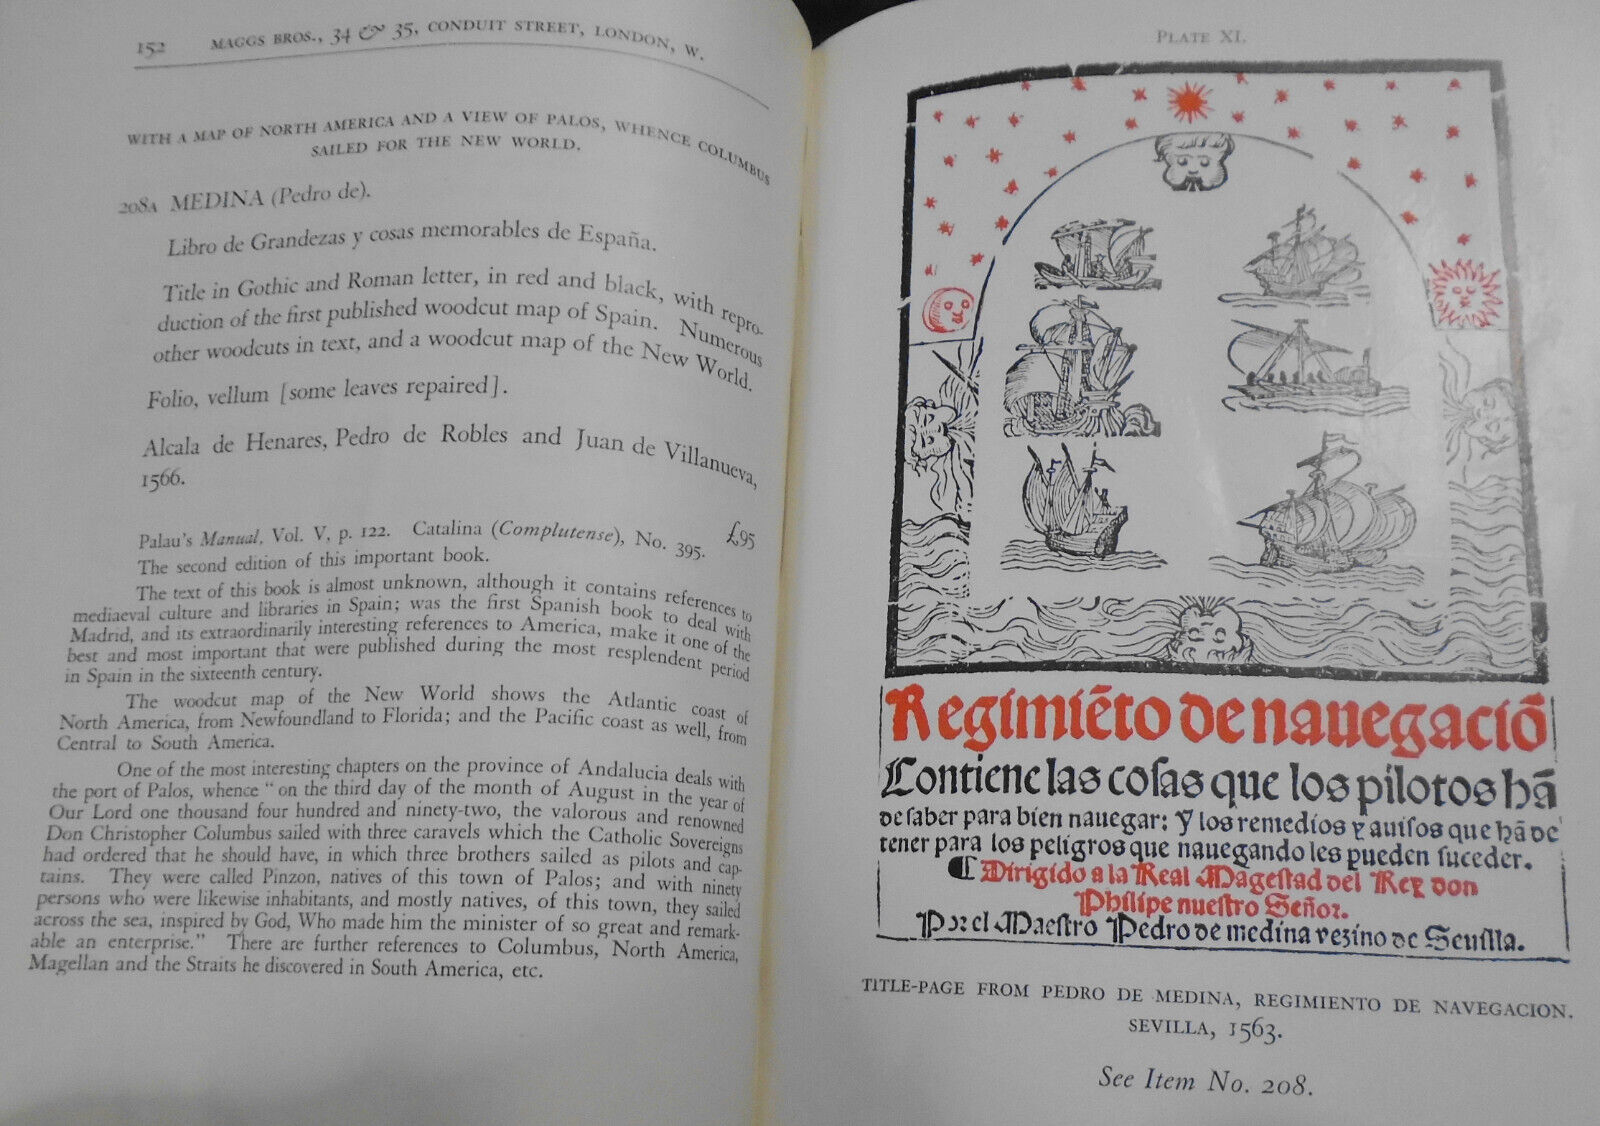 152 MAGGS BROS., 34 & 35, CONDUIT STREET, LONDON, W.
WITH A MAP OF NORTH AMERICA AND A VIEW OF PALOS, WHENCE COLUMBUS
SAILED FOR THE NEW WORLD.
208A MEDINA (Pedro de).
Libro de Grandezas y cosas memorables de España.
Title in Gothic and Roman letter, in red and black, with repro-
duction of the first published woodcut map of Spain. Numerous
other woodcuts in text, and a woodcut map of the New World.
Folio, vellum [some leaves repaired].
Alcala de Henares, Pedro de Robles and Juan de Villanueva,
1566.
£95
Palau's Manual, Vol. V, p. 122. Catalina (Complutense), No. 395.
The second edition of this important book.
The text of this book is almost unknown, although it contains references to
mediaeval culture and libraries in Spain; was the first Spanish book to deal with
Madrid, and its extraordinarily interesting references to America, make it one of the
best and most important that were published during the most resplendent period
in Spain in the sixteenth century.
The woodcut map of the New World shows the Atlantic coast of
North America, from Newfoundland to Florida; and the Pacific coast as well, from
Central to South America.
One of the most interesting chapters on the province of Andalucia deals with
the port of Palos, whence "on the third day of the month of August in the year of
Our Lord one thousand four hundred and ninety-two, the valorous and renowned
Don Christopher Columbus sailed with three caravels which the Catholic Sovereigns
had ordered that he should have, in which three brothers sailed as pilots and cap-
tains. They were called Pinzon, natives of this town of Palos; and with ninety
persons who were likewise inhabitants, and mostly natives, of this town, they sailed
across the sea, inspired by God, Who made him the minister of so great and remark-
able an enterprise." There are further references to Columbus, North America,
Magellan and the Straits he discovered in South America, etc.
PLATE XI.
Regimiẽto de nauegaciõ
Contiene las cosas que los pilotos hã
de saber para bien nauegar: y los remedios y auisos que hã de
tener para los peligros que nauegando les pueden suceder.
¶ Dirigido a la Real Magestad del Rey don
Philipe nuestro Señor.
Por el Maestro Pedro de medina vezino de Seuilla.
TITLE-PAGE FROM PEDRO DE MEDINA, REGIMIENTO DE NAVEGACION.
SEVILLA, 1563.
See Item No. 208.